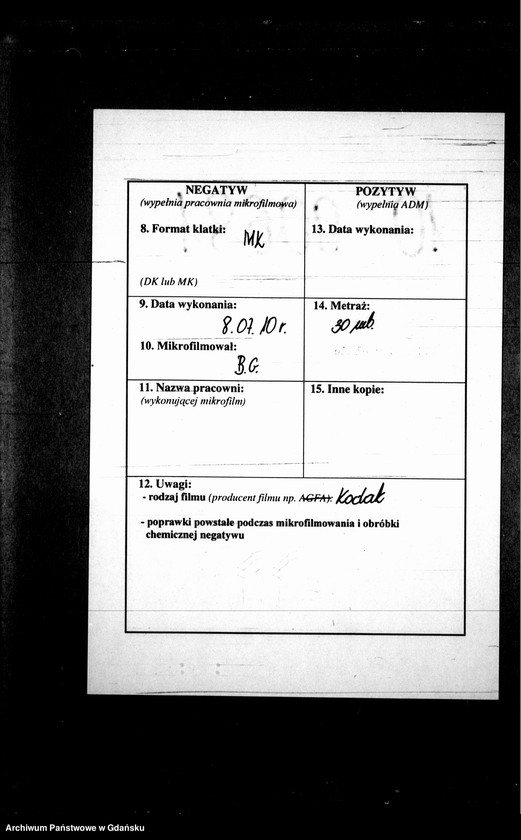 NEGATYW
(wypełnia pracownia mikrofilmowa)
8. Format klatki:
MK
(DK lub MK)
9. Data wykonania:
8.07.10 r.
10. Mikrofilmował:
B.G.
11. Nazwa pracowni:
(wykonującej mikrofilm)
POZYTYW
(wypełnia ADM)
13. Data wykonania:
14. Metraż:
30 mb.
15. Inne kopie:
12. Uwagi:
- rodzaj filmu (producent filmu np. AGFA): Kodak
- poprawki powstałe podczas mikrofilmowania i obróbki
chemicznej negatywu
Archiwum Państwowe w Gdańsku